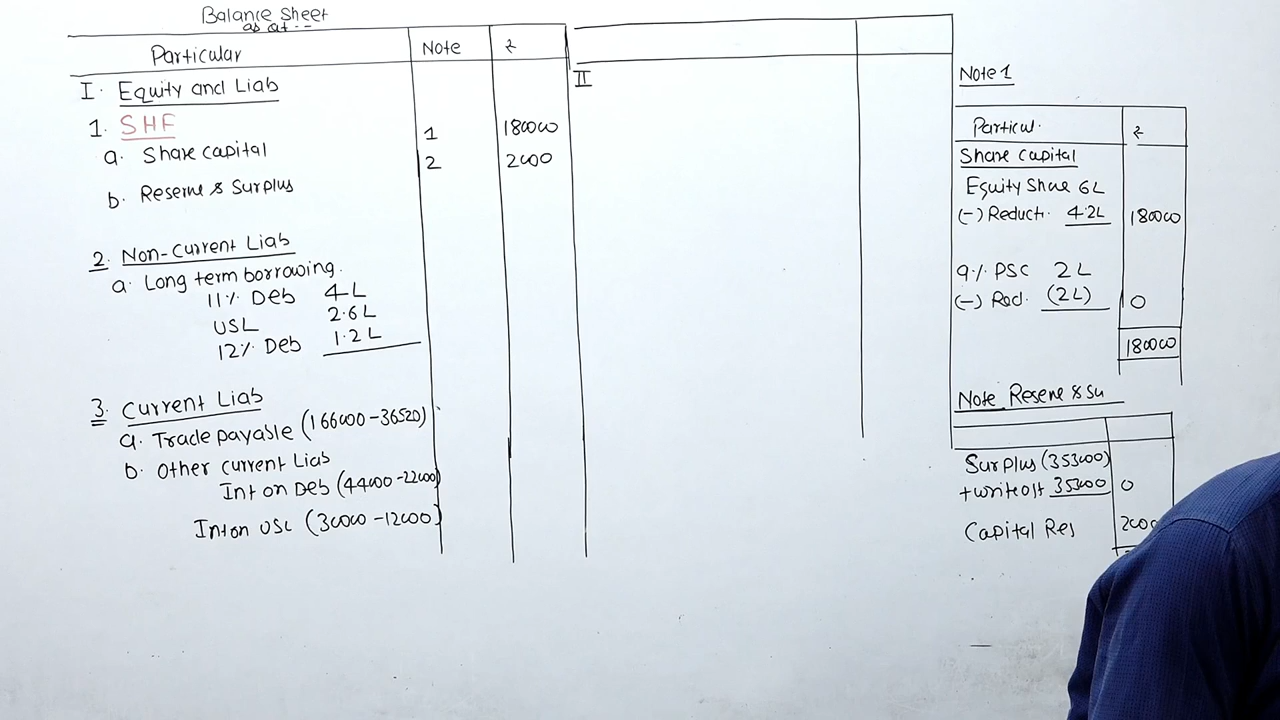 Balance Sheet
as at --
Particular Note ₹
I. Equity and Liab
1. SHF
a. Share capital 1 180000
b. Reserve & Surplus 2 2000
2. Non-Current Liab
a. Long term borrowing.
11% Deb 4L
USL 2.6L
12% Deb 1.2L
3. Current Liab
a. Trade payable (166000-36520)
b. Other current Liab
Int on Deb (44000-22000)
Int on USL (30000-12000)
II
Note 1
Particul. ₹
Share Capital
Equity Share 6L
(-) Reduct. 4.2L 180000
9% PSC 2L
(-) Red. (2L) 0
180000
Note Reserve & Su
Surplus (353000)
+ write off 353000 0
Capital Res